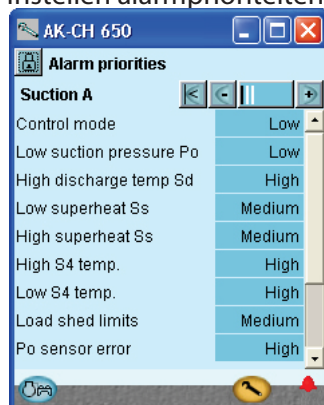 Instellen alarmprioriteiten
AK-CH 650
Alarm priorities
Suction A
Control mode Low
Low suction pressure Po Low
High discharge temp Sd High
Low superheat Ss Medium
High superheat Ss Medium
High S4 temp. High
Low S4 temp. High
Load shed limits Medium
Po sensor error High